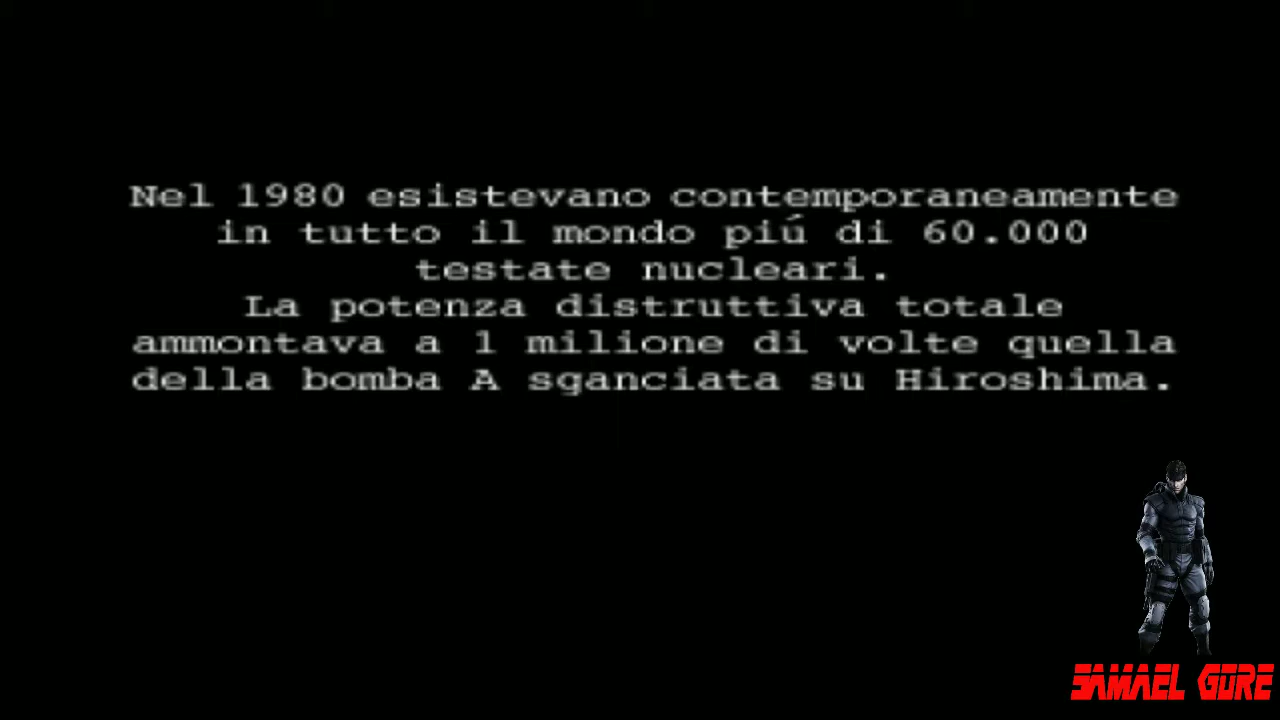 Nel 1980 esistevano contemporaneamente
in tutto il mondo piú di 60.000
testate nucleari.
La potenza distruttiva totale
ammontava a 1 milione di volte quella
della bomba A sganciata su Hiroshima.
SAMAEL GORE